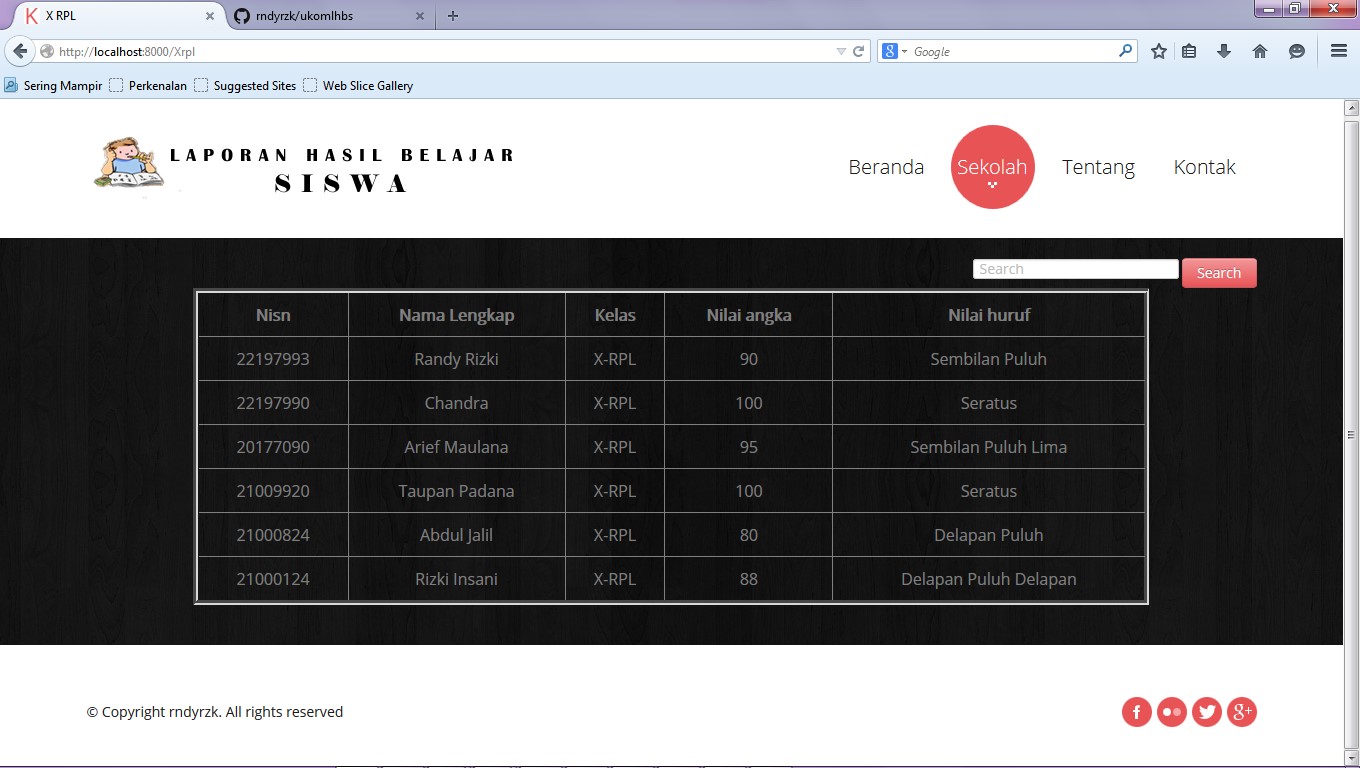 X RPL
rndyrzk/ukomlhbs
http://localhost:8000/Xrpl
Google
Sering Mampir Perkenalan Suggested Sites Web Slice Gallery
LAPORAN HASIL BELAJAR
SISWA
Beranda Sekolah Tentang Kontak
Search Search
Nisn Nama Lengkap Kelas Nilai angka Nilai huruf
22197993 Randy Rizki X-RPL 90 Sembilan Puluh
22197990 Chandra X-RPL 100 Seratus
20177090 Arief Maulana X-RPL 95 Sembilan Puluh Lima
21009920 Taupan Padana X-RPL 100 Seratus
21000824 Abdul Jalil X-RPL 80 Delapan Puluh
21000124 Rizki Insani X-RPL 88 Delapan Puluh Delapan
© Copyright rndyrzk. All rights reserved